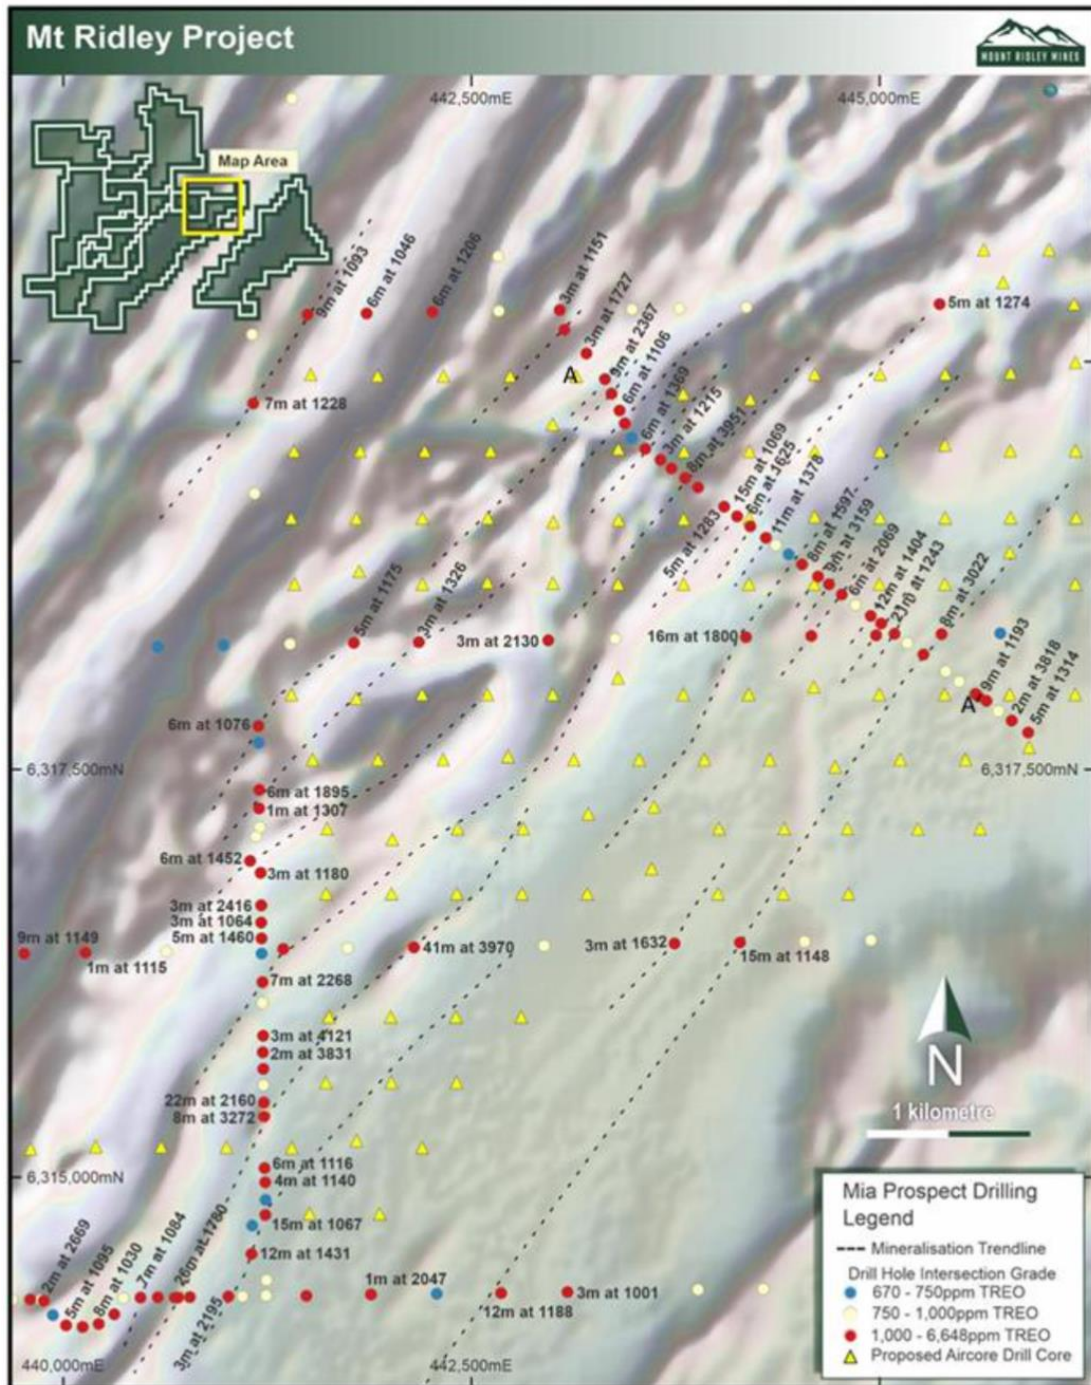 Mt Ridley Project
MOUNT RIDLEY MINES
442,500mE
445,000mE
Map Area
9m at 1093
6m at 1046
6m at 1206
3m at 1151
3m at 1727
9m at 2367
6m at 1106
6m at 1369
3m at 1215
8m at 3951
5m at 1274
A
7m at 1228
5m at 1283
15m at 1069
6m at 1625
11m at 1378
8m at 1597
9m at 3159
6m at 2069
12m at 1404
21m at 1243
8m at 3022
5m at 1175
3m at 1326
3m at 2130
16m at 1800
9m at 1193
2m at 3818
5m at 1314
A'
6m at 1076
6,317,500mN
6,317,500mN
6m at 1895
1m at 1307
6m at 1452
3m at 1180
3m at 2416
3m at 1064
5m at 1460
9m at 1149
1m at 1115
41m at 3970
3m at 1632
15m at 1148
7m at 2268
3m at 4121
2m at 3831
22m at 2160
8m at 3272
N
1 kilometre
6m at 1116
4m at 1140
6,315,000mN
15m at 1067
12m at 1431
2m at 2669
5m at 1095
8m at 1030
7m at 1084
26m at 1780
3m at 2195
1m at 2047
12m at 1188
3m at 1001
440,000mE
442,500mE
Mia Prospect Drilling
Legend
Mineralisation Trendline
Drill Hole Intersection Grade
670 - 750ppm TREO
750 - 1,000ppm TREO
1,000 - 6,648ppm TREO
Proposed Aircore Drill Core